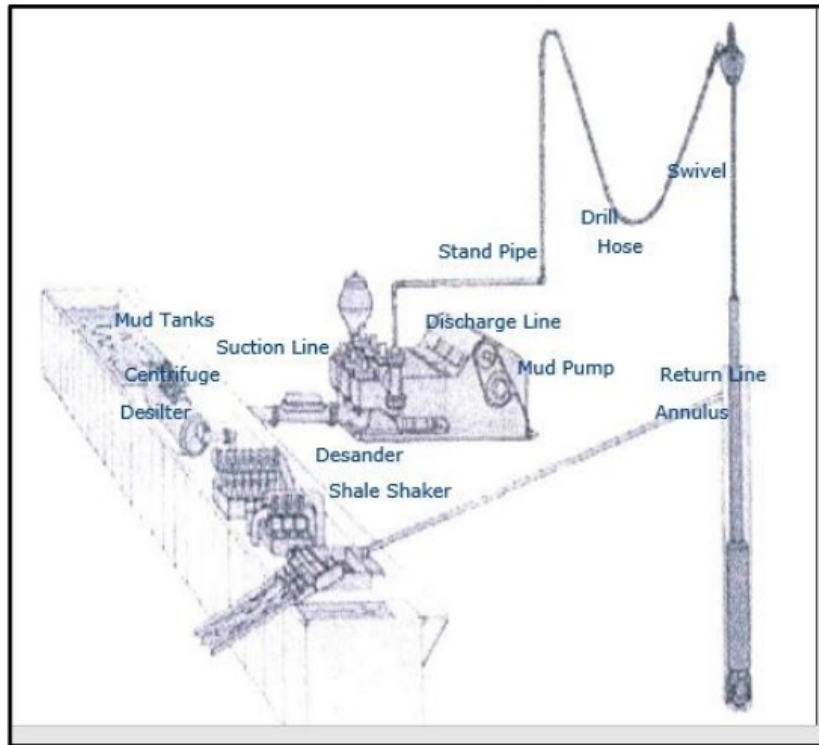 Swivel
Drill
Hose
Stand Pipe
Mud Tanks
Discharge Line
Suction Line
Mud Pump
Centrifuge
Return Line
Desilter
Annulus
Desander
Shale Shaker